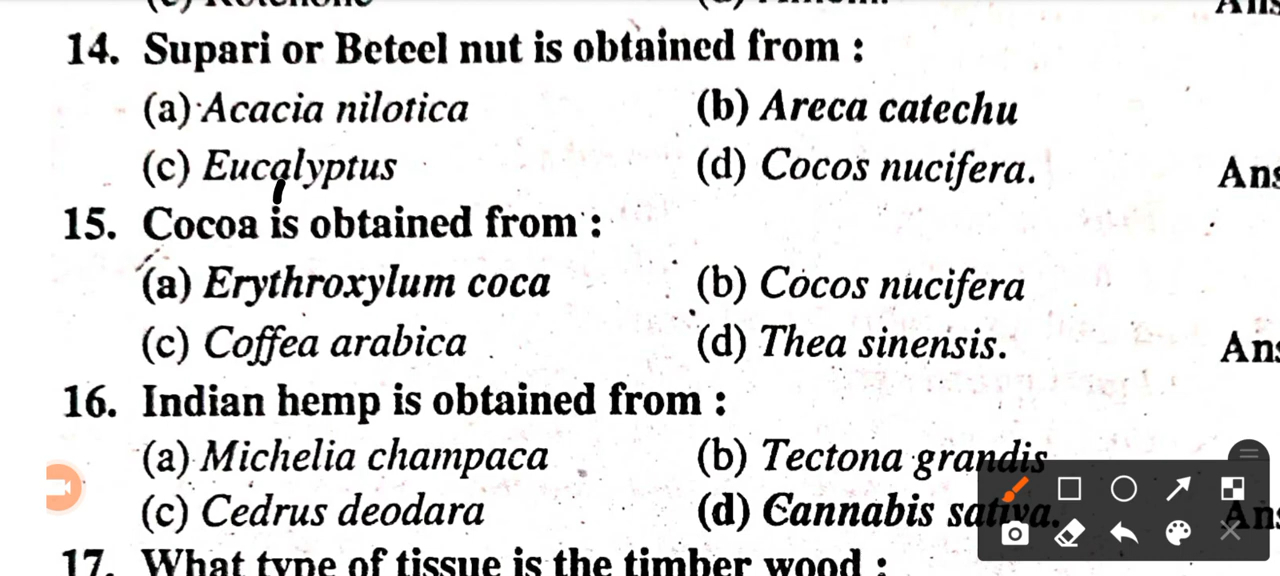 14. Supari or Beteel nut is obtained from :
(a) Acacia nilotica (b) Areca catechu
(c) Eucalyptus (d) Cocos nucifera. Ans
15. Cocoa is obtained from :
(a) Erythroxylum coca (b) Cocos nucifera
(c) Coffea arabica (d) Thea sinensis. Ans
16. Indian hemp is obtained from :
(a) Michelia champaca (b) Tectona grandis
(c) Cedrus deodara (d) Cannabis sativa. Ans
17. What type of tissue is the timber wood :